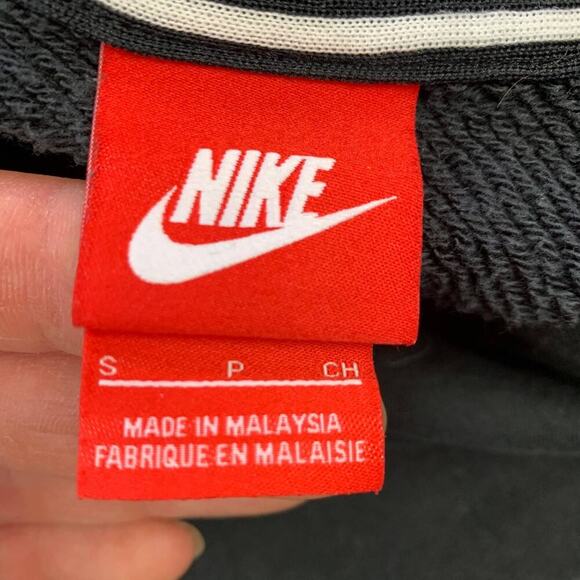 NIKE
S P CH
MADE IN MALAYSIA
FABRIQUE EN MALAISIE